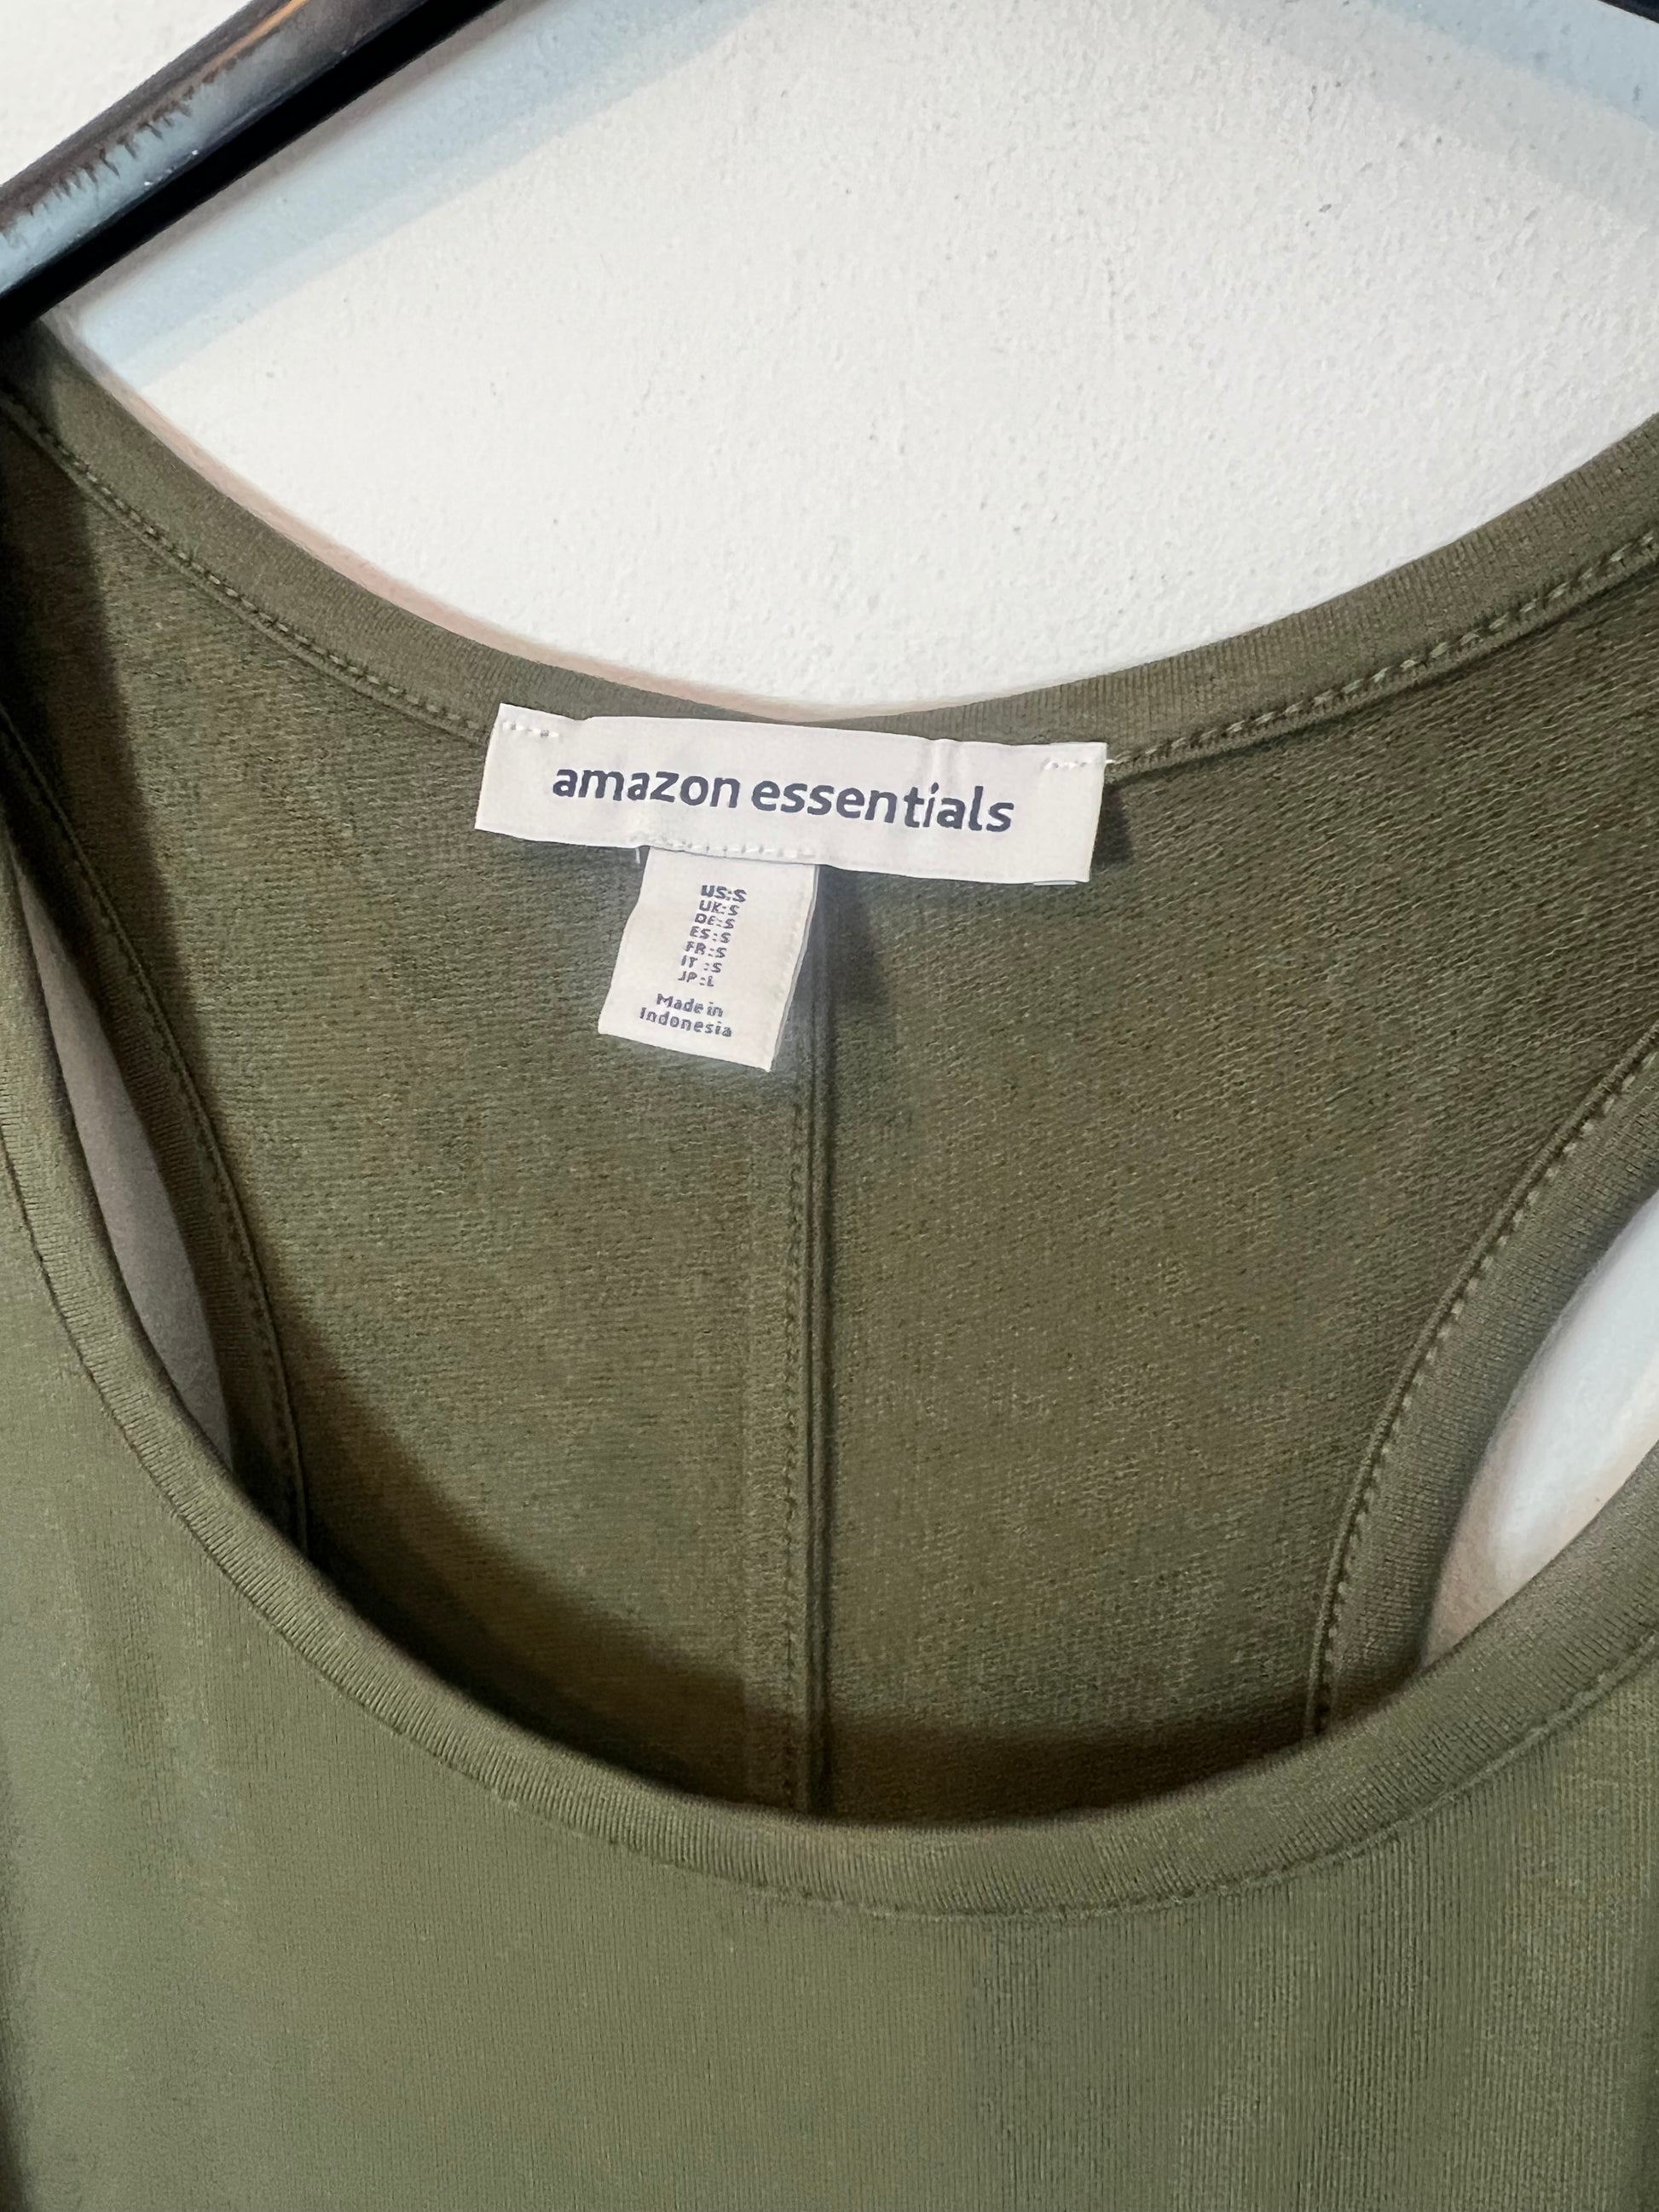 amazon essentials
US:S
UK:S
DE:S
ES:S
FR:S
IT :S
JP:L
Made in
Indonesia